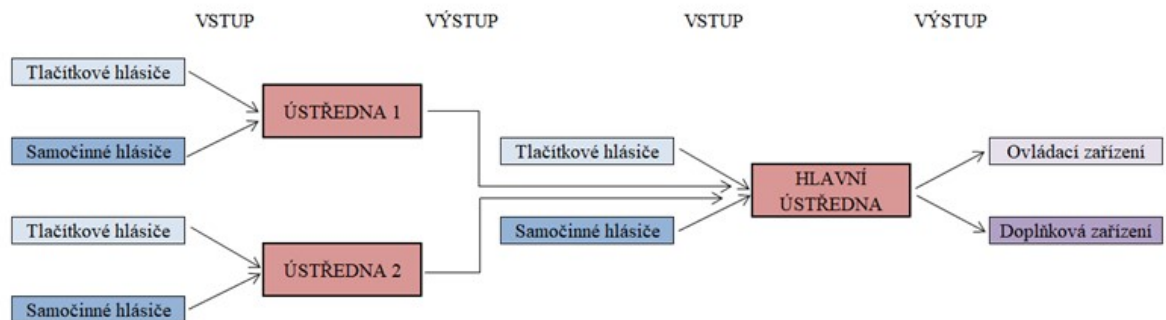 VSTUP VÝSTUP VSTUP VÝSTUP
Tlačítkové hlásiče
ÚSTŘEDNA 1
Samočinné hlásiče
Tlačítkové hlásiče
Samočinné hlásiče
HLAVNÍ
ÚSTŘEDNA
Ovládací zařízení
Doplňková zařízení
Tlačítkové hlásiče
ÚSTŘEDNA 2
Samočinné hlásiče